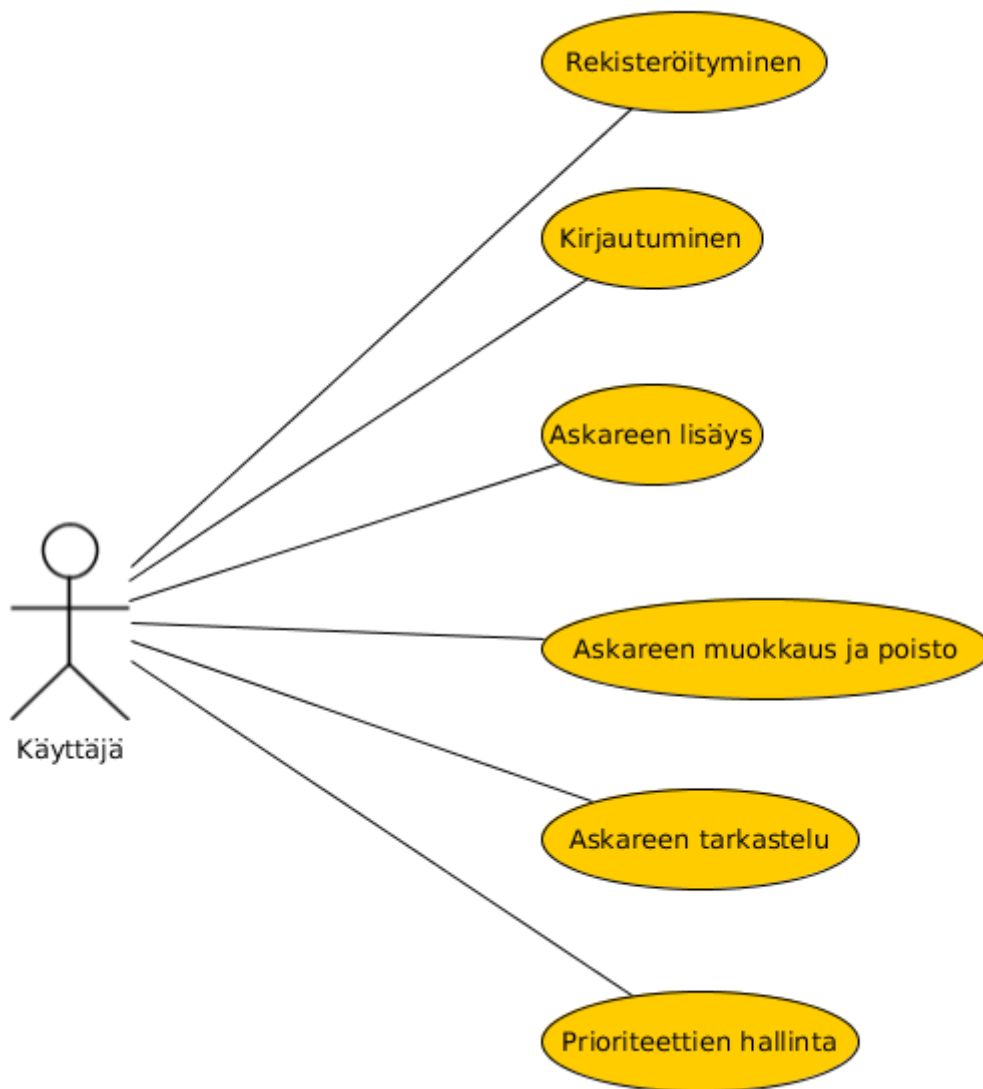 Rekisteröityminen
Kirjautuminen
Askareen lisäys
Askareen muokkaus ja poisto
Käyttäjä
Askareen tarkastelu
Prioriteettien hallinta